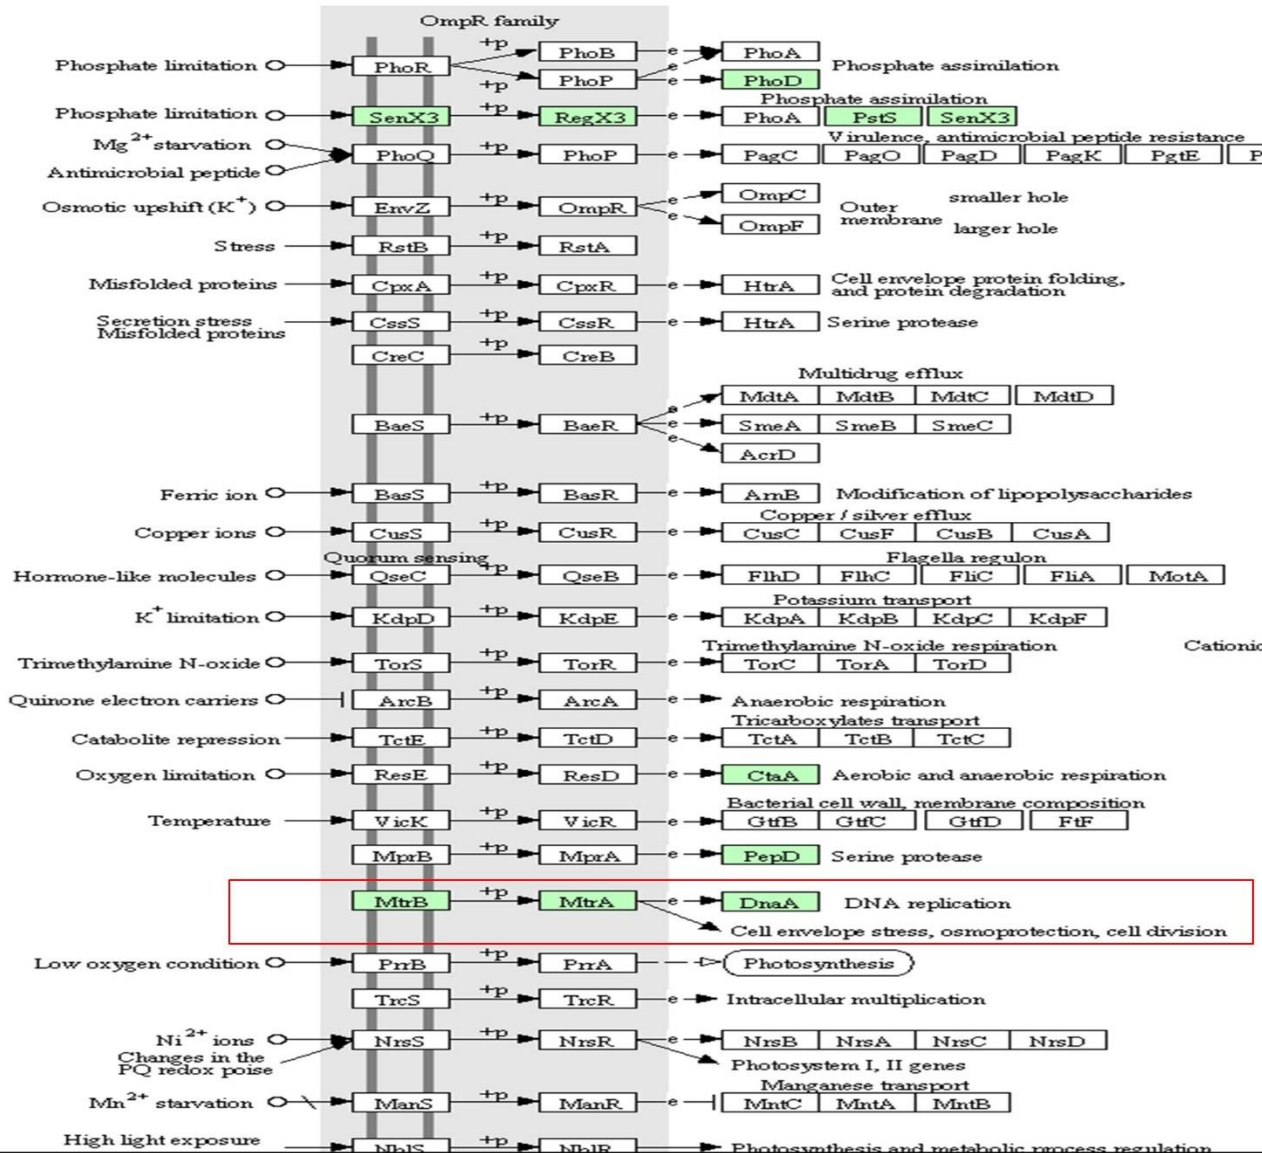 OmpR family
Phosphate limitation PhoR +p PhoB e PhoA
+p PhoP e PhoD Phosphate assimilation
Phosphate assimilation
Phosphate limitation SenX3 +p RegX3 e PhoA PstS SenX3
Virulence, antimicrobial peptide resistance
Mg2+ starvation
Antimicrobial peptide PhoQ +p PhoP e PagC PagO PagD PagK PgtE P
Osmotic upshift (K+) EnvZ +p OmpR e OmpC smaller hole
Outer membrane
e OmpF larger hole
Stress RstB +p RstA
Misfolded proteins CpxA +p CpxR e HtrA Cell envelope protein folding,
and protein degradation
Secretion stress
Misfolded proteins CssS +p CssR e HtrA Serine protease
CreC +p CreB
Multidrug efflux
e MdtA MdtB MdtC MdtD
BaeS +p BaeR e SmeA SmeB SmeC
e AcrD
Ferric ion BasS +p BasR e ArnB Modification of lipopolysaccharides
Copper / silver efflux
Copper ions CusS +p CusR e CusC CusF CusB CusA
Quorum sensing Flagella regulon
Hormone-like molecules QseC +p QseB e FlhD FlhC FliC FliA MotA
Potassium transport
K+ limitation KdpD +p KdpE e KdpA KdpB KdpC KdpF
Trimethylamine N-oxide respiration Cationic
Trimethylamine N-oxide TorS +p TorR e TorC TorA TorD
Quinone electron carriers ArcB +p ArcA e Anaerobic respiration
Tricarboxylates transport
Catabolite repression TctE +p TctD e TctA TctB TctC
Oxygen limitation ResE +p ResD e CtaA Aerobic and anaerobic respiration
Bacterial cell wall, membrane composition
Temperature VicK +p VicR e GtfB GtfC GtfD FtF
MprB +p MprA e PepD Serine protease
MtrB +p MtrA e DnaA DNA replication
Cell envelope stress, osmoprotection, cell division
Low oxygen condition PrrB +p PrrA Photosynthesis
TrcS +p TrcR e Intracellular multiplication
Ni2+ ions NrsS +p NrsR e NrsB NrsA NrsC NrsD
Changes in the
PQ redox poise Photosystem I, II genes
Manganese transport
Mn2+ starvation ManS +p ManR e MntC MntA MntB
High light exposure NblS +p NblR Photosynthesis and metabolic process regulation